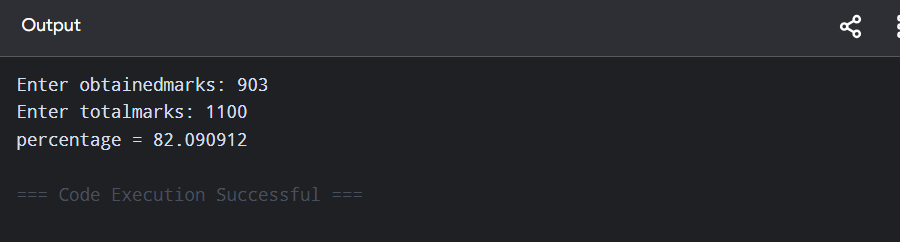 Output
Enter obtainedmarks: 903
Enter totalmarks: 1100
percentage = 82.090912
=== Code Execution Successful ===